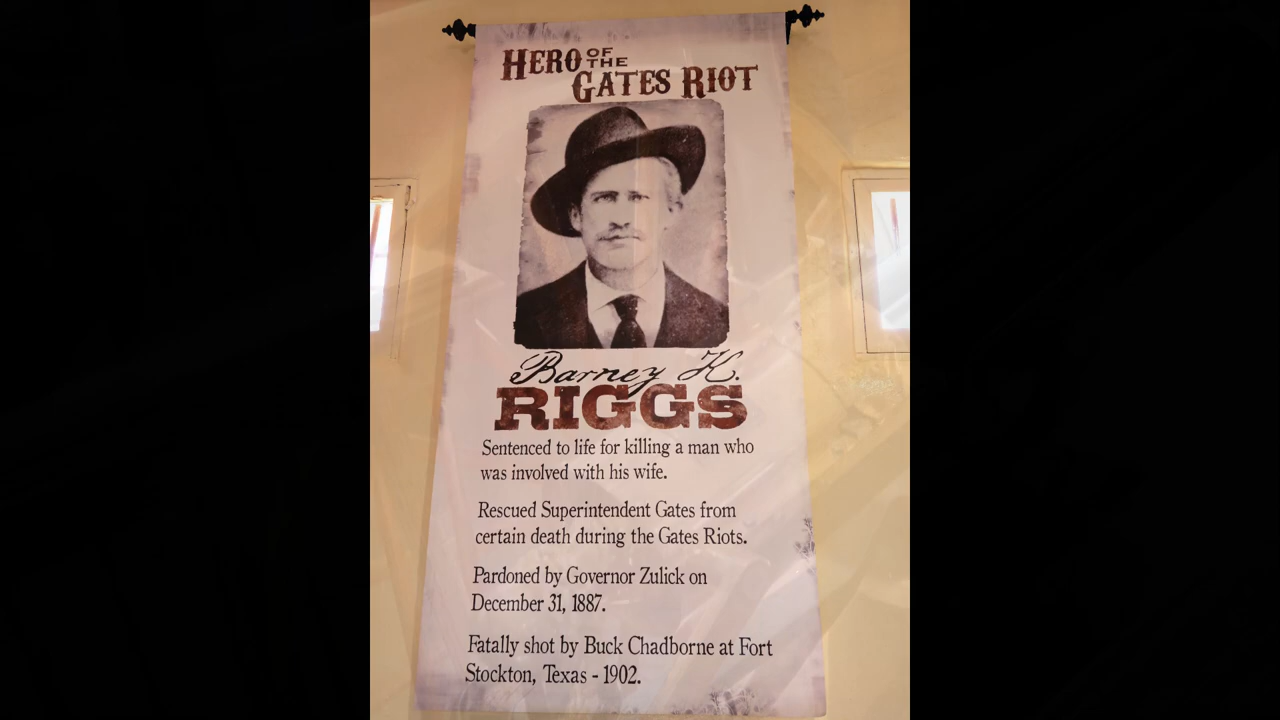 HERO OF THE
GATES RIOT
Barney K.
RIGGS
Sentenced to life for killing a man who
was involved with his wife.
Rescued Superintendent Gates from
certain death during the Gates Riots.
Pardoned by Governor Zulick on
December 31, 1887.
Fatally shot by Buck Chadborne at Fort
Stockton, Texas - 1902.